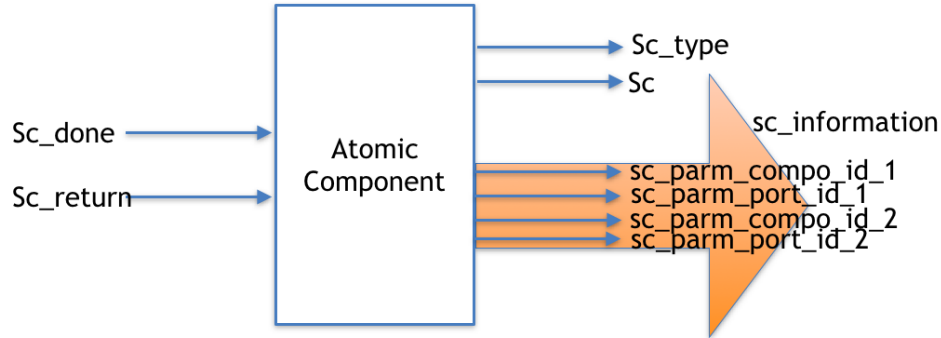 Sc_type
Sc
sc_information
Sc_done
Atomic
Component
sc_parm_compo_id_1
Sc_return
sc_parm_port_id_1
sc_parm_compo_id_2
sc_parm_port_id_2